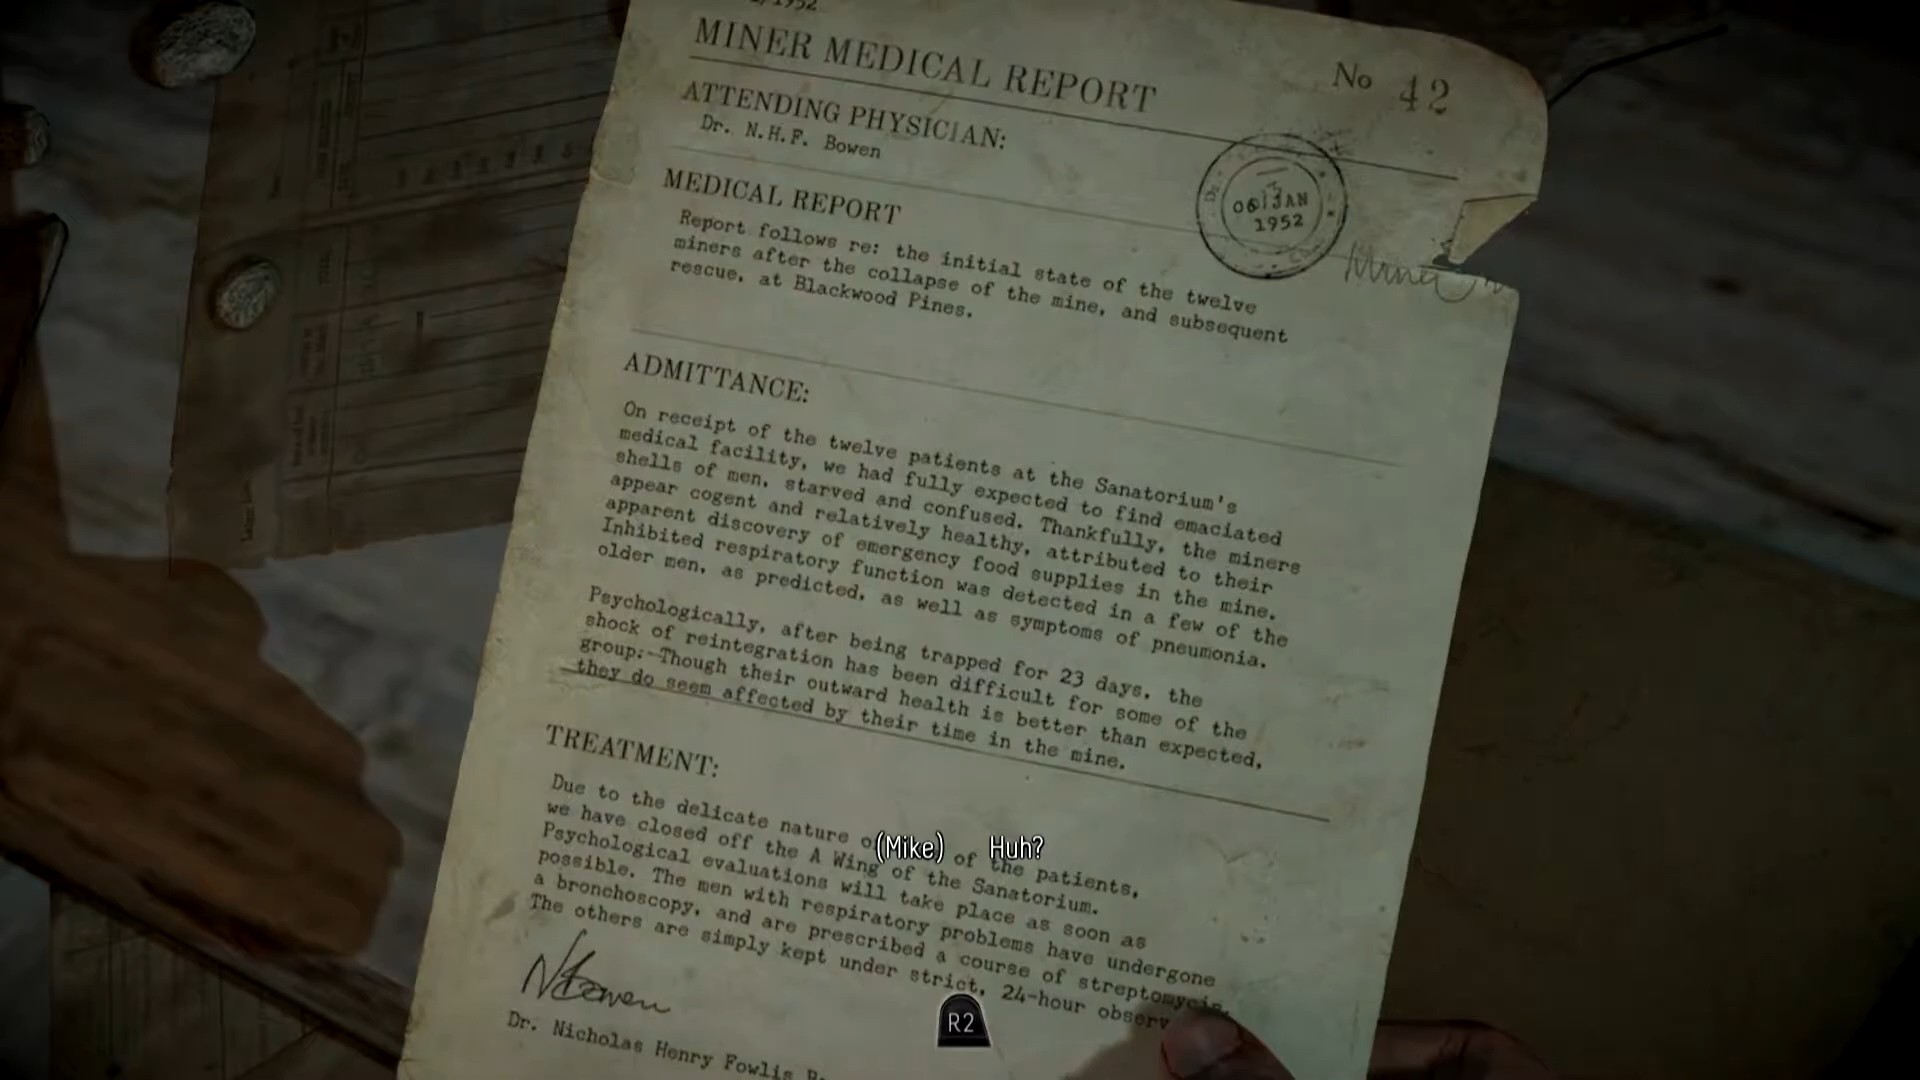 1952
MINER MEDICAL REPORT
No 42
ATTENDING PHYSICIAN:
Dr. N.H.F. Bowen
06 JAN
1952
MEDICAL REPORT
Report follows re: the initial state of the twelve
miners after the collapse of the mine, and subsequent
rescue, at Blackwood Pines.
Miner
ADMITTANCE:
On receipt of the twelve patients at the Sanatorium's
medical facility, we had fully expected to find emaciated
shells of men, starved and confused. Thankfully, the miners
appear cogent and relatively healthy, attributed to their
apparent discovery of emergency food supplies in the mine.
Inhibited respiratory function was detected in a few of the
older men, as predicted, as well as symptoms of pneumonia.
Psychologically, after being trapped for 23 days, the
shock of reintegration has been difficult for some of the
group: Though their outward health is better than expected,
they do seem affected by their time in the mine.
TREATMENT:
Due to the delicate nature of the patients,
we have closed off the A Wing of the Sanatorium.
Psychological evaluations will take place as soon as
possible. The men with respiratory problems have undergone
a bronchoscopy, and are prescribed a course of streptomycin.
The others are simply kept under strict, 24-hour observ
NBowen
Dr. Nicholas Henry Fowlis
(Mike) Huh?
R2